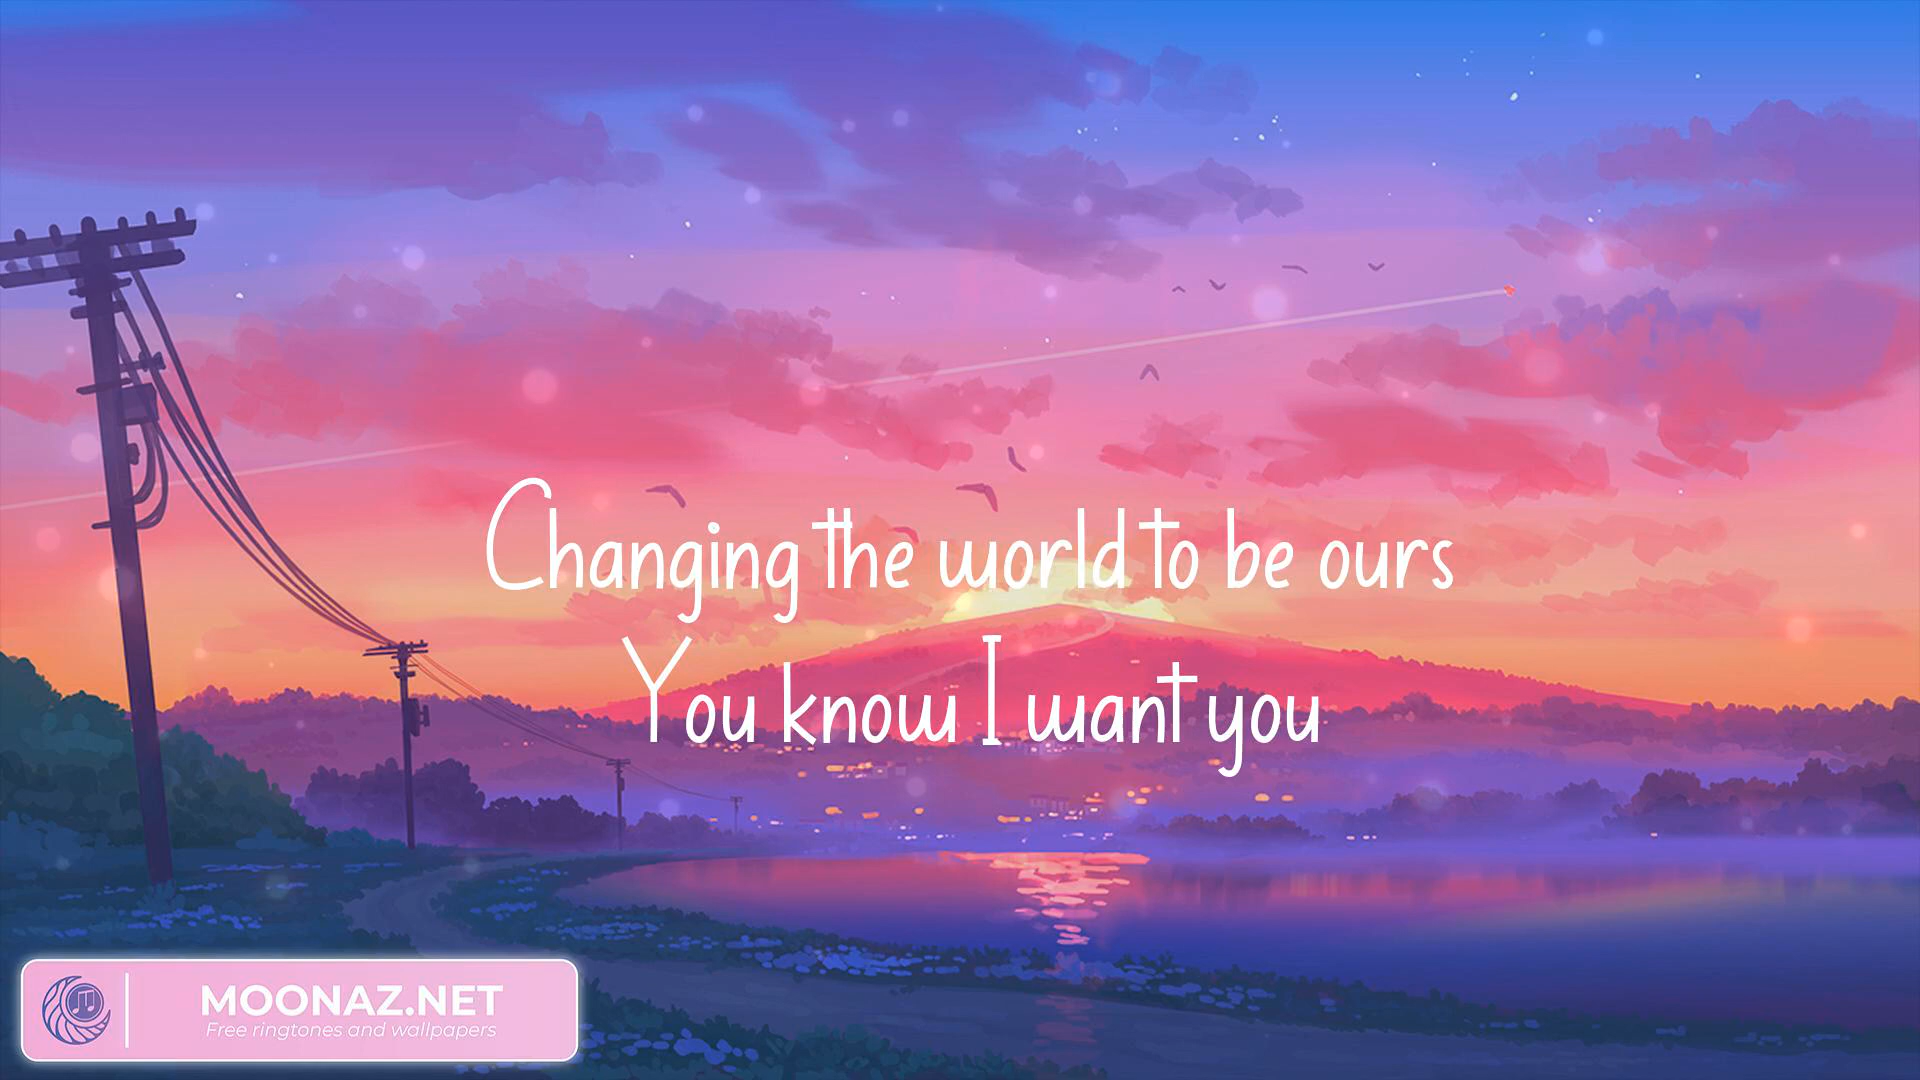 Changing the world to be ours
You know I want you
MOONAZ.NET
Free ringtones and wallpapers